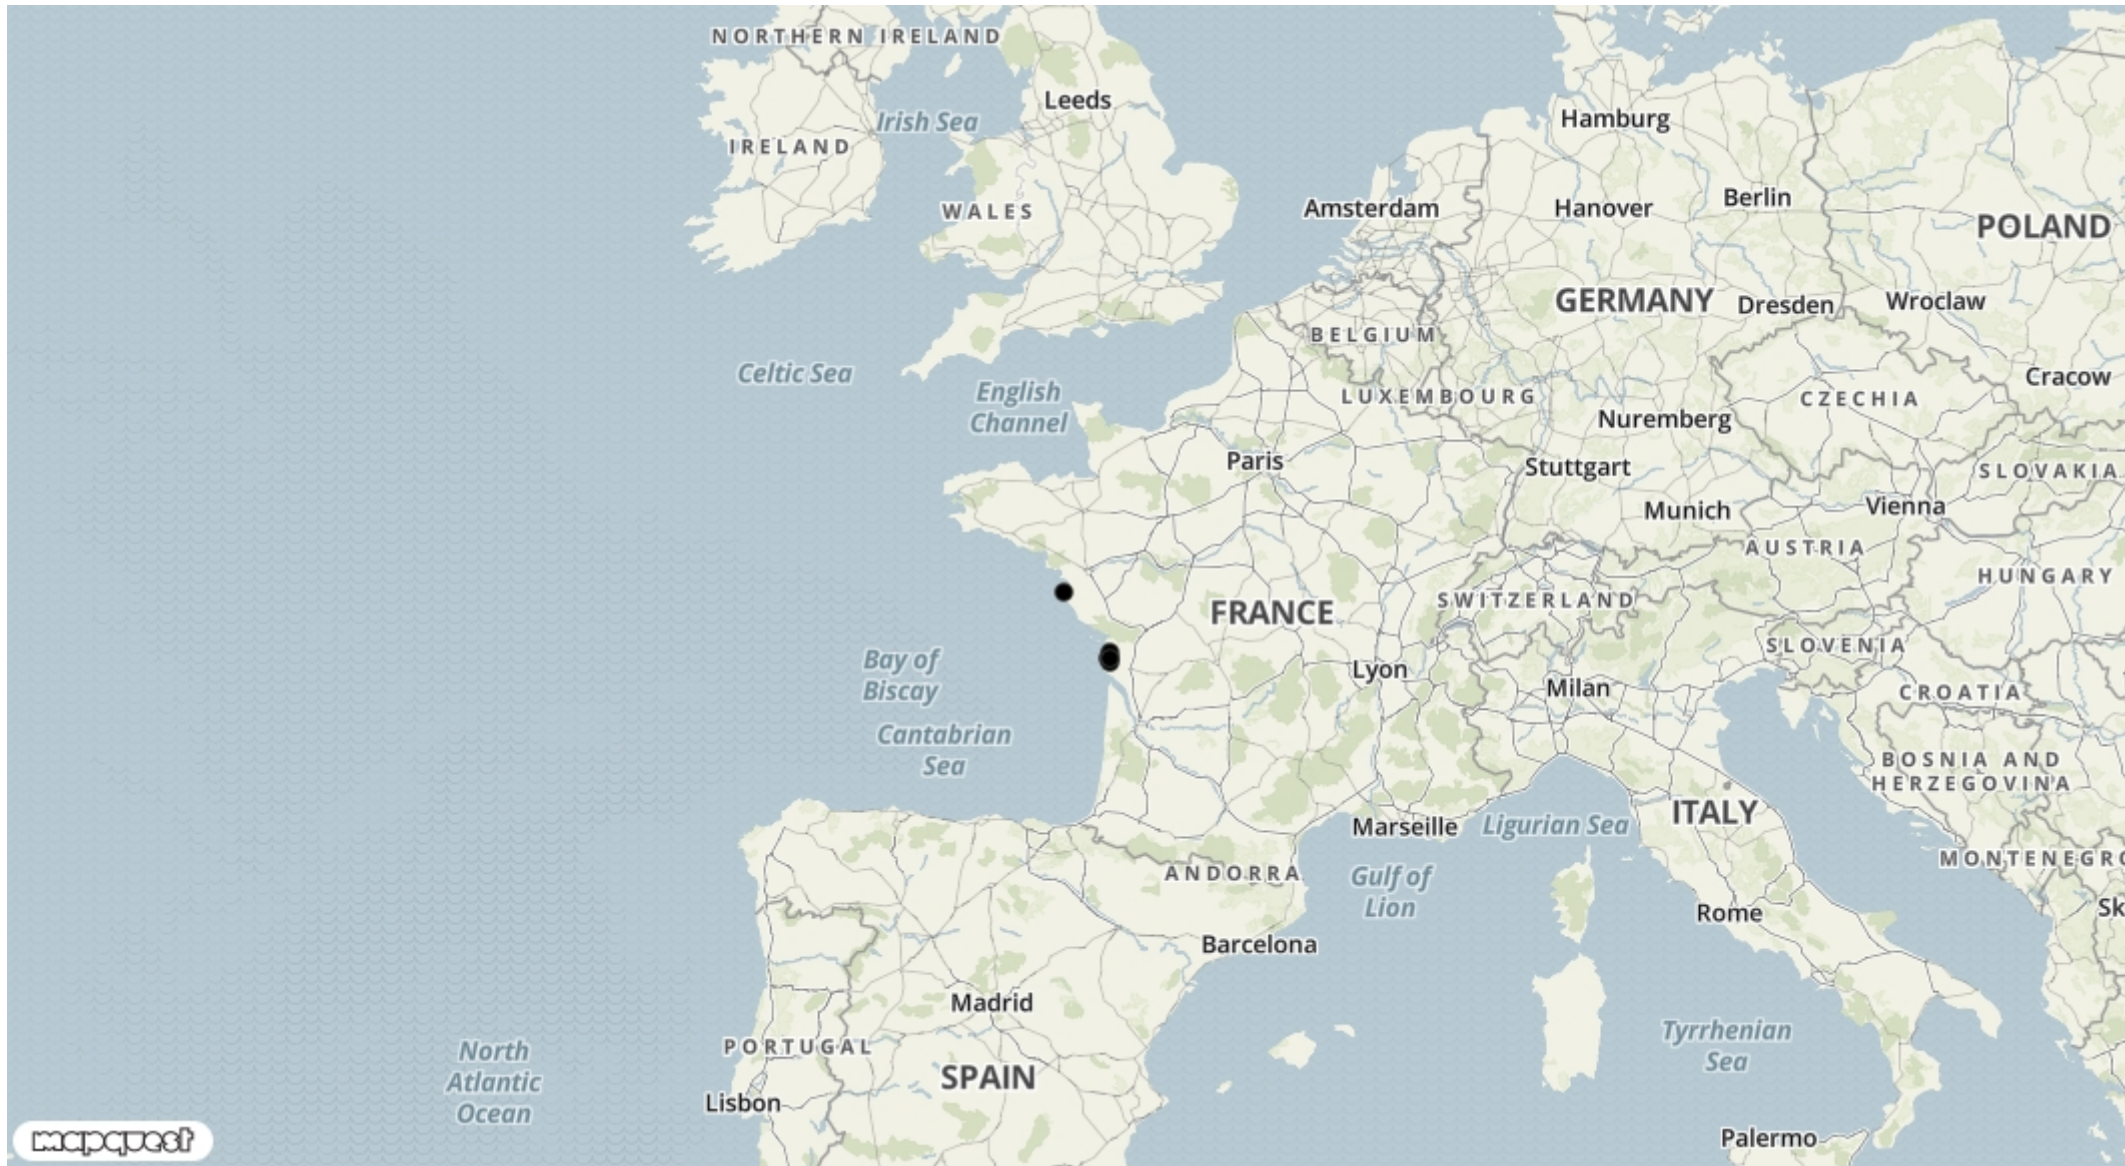 NORTHERN IRELAND
Leeds
Irish Sea
Hamburg
IRELAND
Amsterdam
Hanover
Berlin
WALES
POLAND
GERMANY
Dresden
Wroclaw
BELGIUM
Celtic Sea
English
Channel
LUXEMBOURG
Cracow
CZECHIA
Nuremberg
Paris
Stuttgart
SLOVAKIA
Munich
Vienna
AUSTRIA
HUNGARY
SWITZERLAND
FRANCE
SLOVENIA
Bay of
Biscay
Lyon
Milan
CROATIA
Cantabrian
Sea
BOSNIA AND
HERZEGOVINA
ITALY
Marseille
Ligurian Sea
MONTENEGRO
ANDORRA
Gulf of
Lion
Sk
Rome
Barcelona
Madrid
Tyrrhenian
Sea
PORTUGAL
North
Atlantic
Ocean
SPAIN
Lisbon
mapquest
Palermo